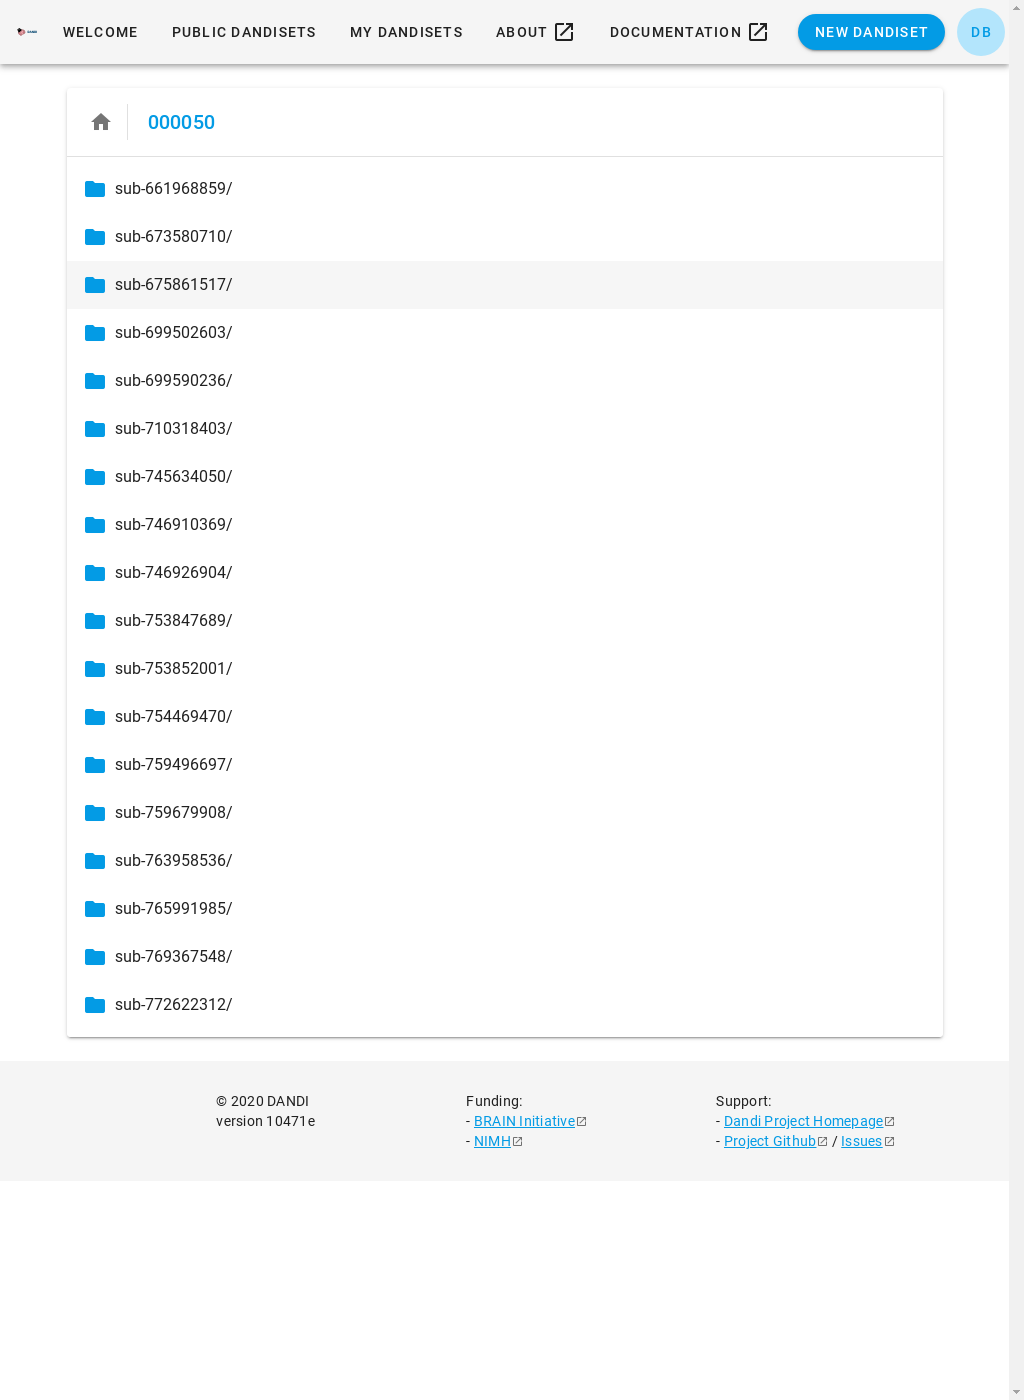 WELCOME PUBLIC DANDISETS MY DANDISETS ABOUT DOCUMENTATION NEW DANDISET DB
000050
sub-661968859/
sub-673580710/
sub-675861517/
sub-699502603/
sub-699590236/
sub-710318403/
sub-745634050/
sub-746910369/
sub-746926904/
sub-753847689/
sub-753852001/
sub-754469470/
sub-759496697/
sub-759679908/
sub-763958536/
sub-765991985/
sub-769367548/
sub-772622312/
© 2020 DANDI
version 10471e
Funding:
- BRAIN Initiative
- NIMH
Support:
- Dandi Project Homepage
- Project Github / Issues